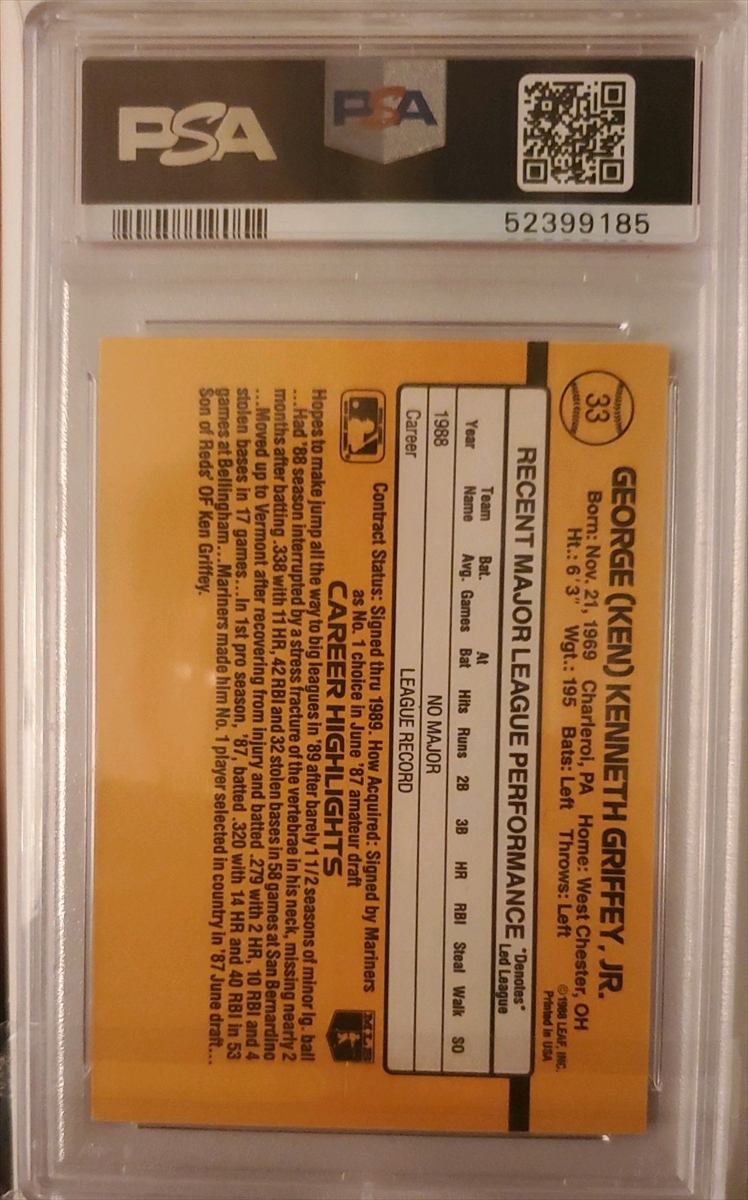 PSA
PSA
52399185
33
GEORGE (KEN) KENNETH GRIFFEY, JR.
Born: Nov. 21, 1969 Charleroi, PA Home: West Chester, OH
Ht.: 6'3" Wgt.: 195 Bats: Left Throws: Left
©1988 LEAF, INC.
Printed in USA
RECENT MAJOR LEAGUE PERFORMANCE
"Denotes"
Led League
Year Team Name Bat. Avg. Games At Bat Hits Runs 2B 3B HR RBI Steal Walk SO
1988 NO MAJOR
Career LEAGUE RECORD
Contract Status: Signed thru 1989. How Acquired: Signed by Mariners
as No. 1 choice in June '87 amateur draft
CAREER HIGHLIGHTS
MLB
Hopes to make jump all the way to big leagues in '89 after barely 1 1/2 seasons of minor lg. ball
...Had '88 season interrupted by a stress fracture of the vertebrae in his neck, missing nearly 2
months after batting .338 with 11 HR, 42 RBI and 32 stolen bases in 58 games at San Bernardino
...Moved up to Vermont after recovering from injury and batted .279 with 2 HR, 10 RBI and 4
stolen bases in 17 games...In 1st pro season, '87, batted .320 with 14 HR and 40 RBI in 53
games at Bellingham...Mariners made him No. 1 player selected in country in '87 June draft...
Son of Reds' OF Ken Griffey.